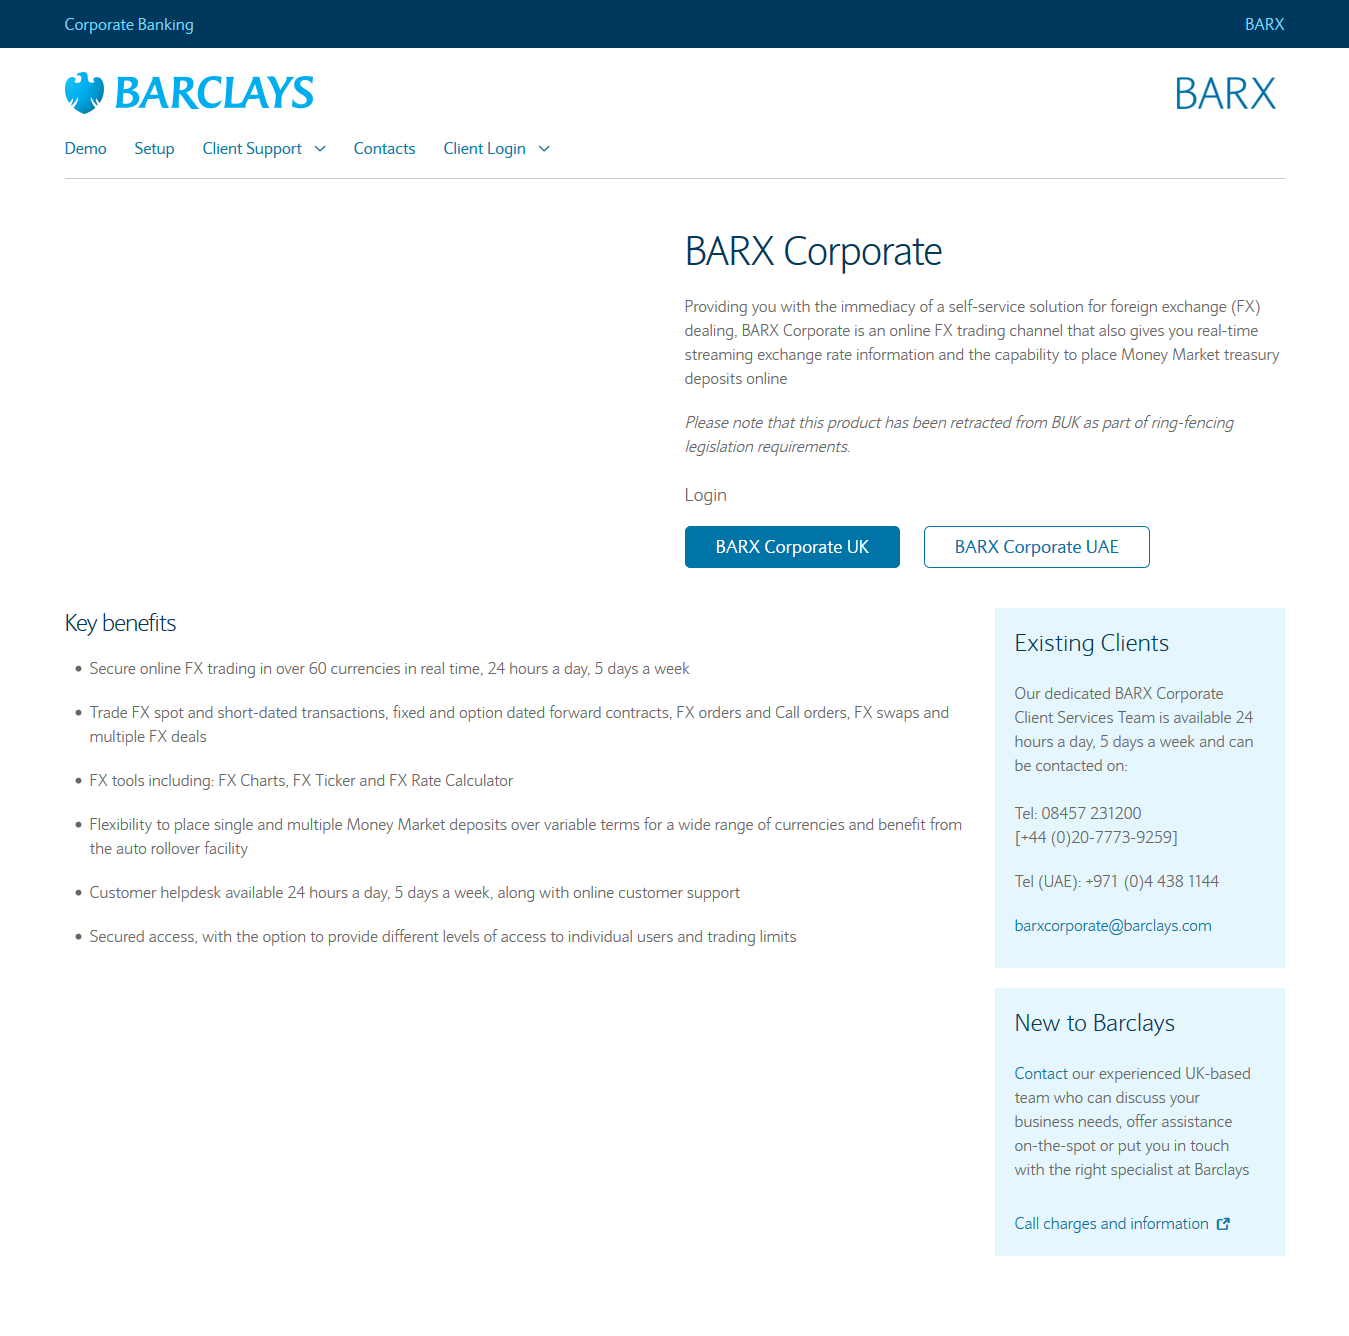 Corporate Banking
BARX
BARCLAYS
BARX
Demo
Setup
Client Support
Contacts
Client Login
BARX Corporate
Providing you with the immediacy of a self-service solution for foreign exchange (FX)
dealing, BARX Corporate is an online FX trading channel that also gives you real-time
streaming exchange rate information and the capability to place Money Market treasury
deposits online
Please note that this product has been retracted from BUK as part of ring-fencing
legislation requirements.
Login
BARX Corporate UK
BARX Corporate UAE
Key benefits
• Secure online FX trading in over 60 currencies in real time, 24 hours a day, 5 days a week
• Trade FX spot and short-dated transactions, fixed and option dated forward contracts, FX orders and Call orders, FX swaps and
multiple FX deals
• FX tools including: FX Charts, FX Ticker and FX Rate Calculator
• Flexibility to place single and multiple Money Market deposits over variable terms for a wide range of currencies and benefit from
the auto rollover facility
• Customer helpdesk available 24 hours a day, 5 days a week, along with online customer support
• Secured access, with the option to provide different levels of access to individual users and trading limits
Existing Clients
Our dedicated BARX Corporate
Client Services Team is available 24
hours a day, 5 days a week and can
be contacted on:
Tel: 08457 231200
[+44 (0)20-7773-9259]
Tel (UAE): +971 (0)4 438 1144
barxcorporate@barclays.com
New to Barclays
Contact our experienced UK-based
team who can discuss your
business needs, offer assistance
on-the-spot or put you in touch
with the right specialist at Barclays
Call charges and information